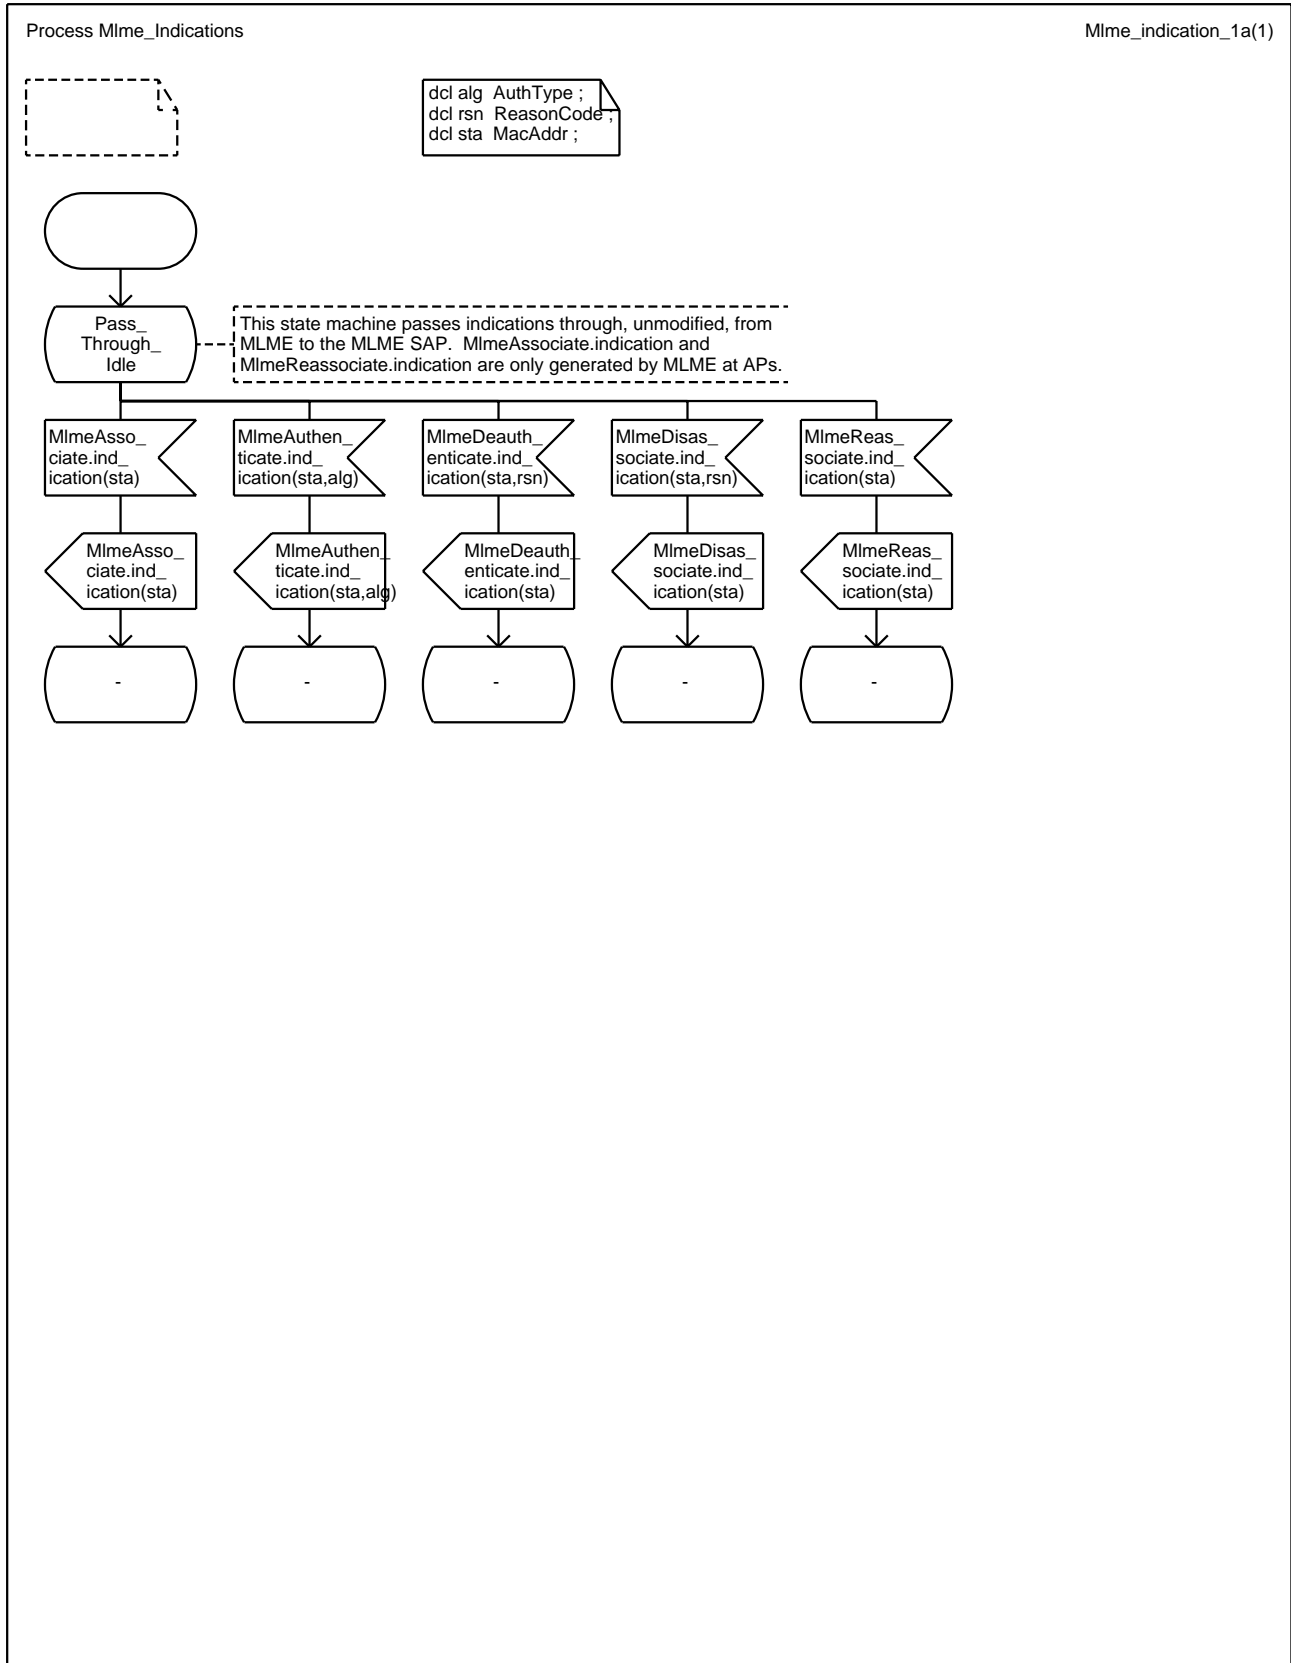 Process Mlme_Indications
Mlme_indication_1a(1)
dcl alg AuthType ;
dcl rsn ReasonCode ;
dcl sta MacAddr ;
Pass_
Through_
Idle
This state machine passes indications through, unmodified, from
MLME to the MLME SAP. MlmeAssociate.indication and
MlmeReassociate.indication are only generated by MLME at APs.
MlmeAsso_
ciate.ind_
ication(sta)
MlmeAuthen_
ticate.ind_
ication(sta,alg)
MlmeDeauth_
enticate.ind_
ication(sta,rsn)
MlmeDisas_
sociate.ind_
ication(sta,rsn)
MlmeReas_
sociate.ind_
ication(sta)
MlmeAsso_
ciate.ind_
ication(sta)
MlmeAuthen_
ticate.ind_
ication(sta,alg)
MlmeDeauth_
enticate.ind_
ication(sta)
MlmeDisas_
sociate.ind_
ication(sta)
MlmeReas_
sociate.ind_
ication(sta)
-
-
-
-
-